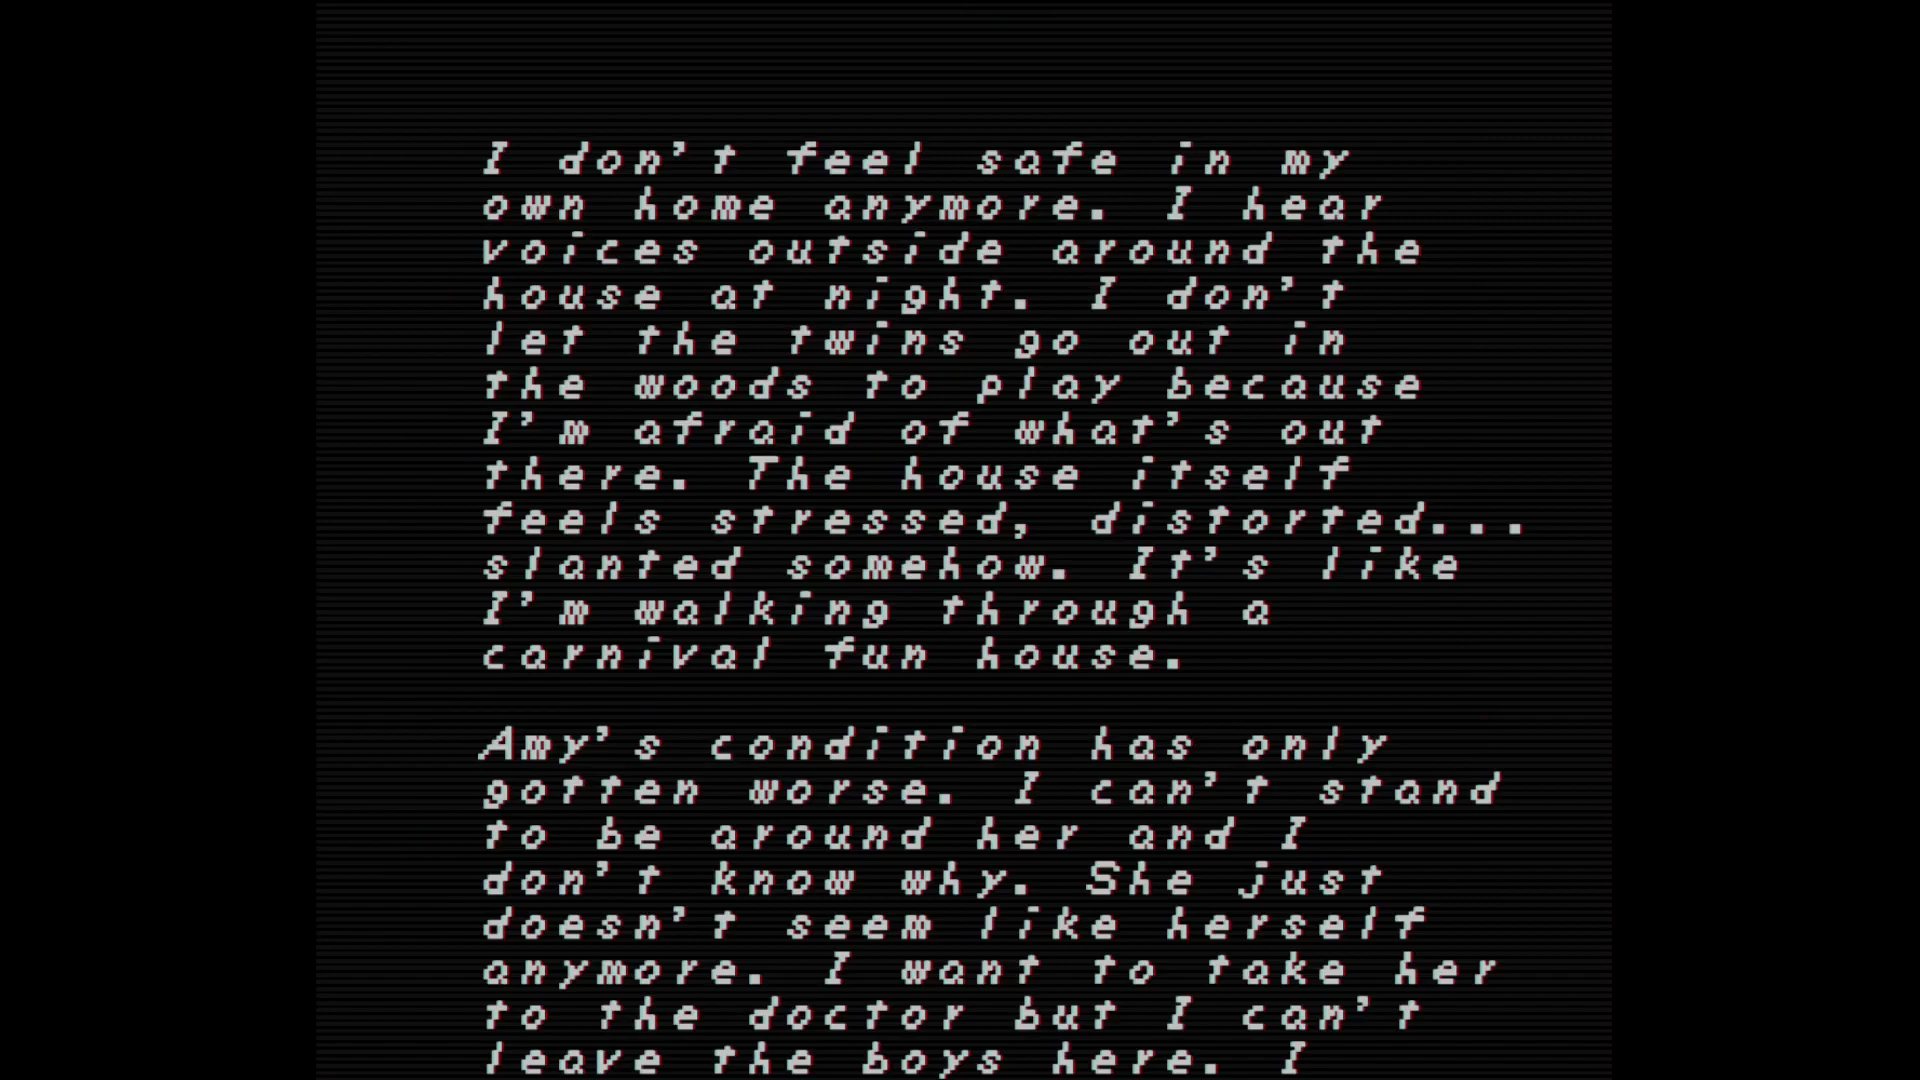 I don't feel safe in my
own home anymore. I hear
voices outside around the
house at night. I don't
let the twins go out in
the woods to play because
I'm afraid of what's out
there. The house itself
feels stressed, distorted...
slanted somehow. It's like
I'm walking through a
carnival fun house.
Amy's condition has only
gotten worse. I can't stand
to be around her and I
don't know why. She just
doesn't seem like herself
anymore. I want to take her
to the doctor but I can't
leave the boys here. I